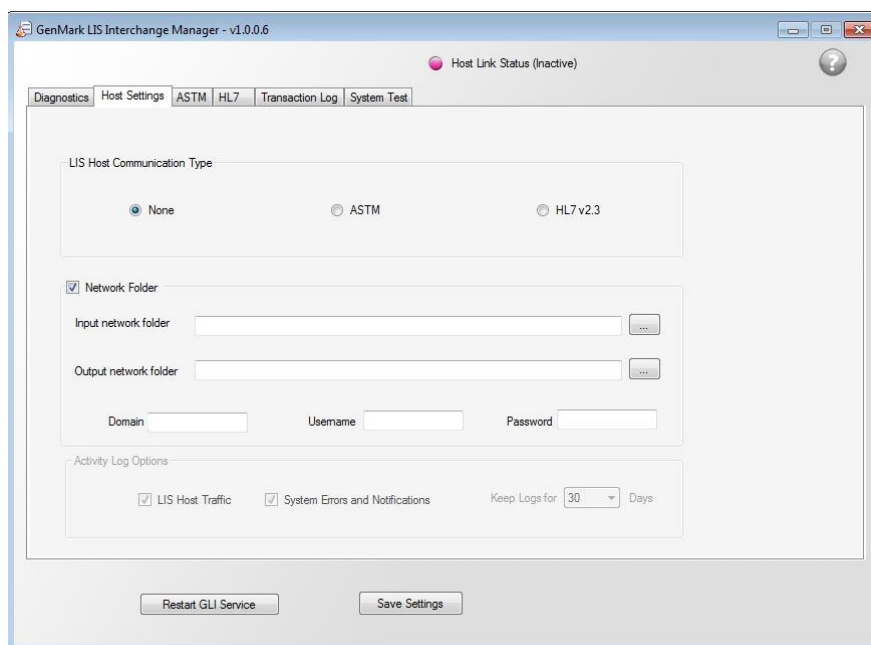 GenMark LIS Interchange Manager - v1.0.0.6
Host Link Status (Inactive)
?
Diagnostics Host Settings ASTM HL7 Transaction Log System Test
LIS Host Communication Type
None ASTM HL7 v2.3
Network Folder
Input network folder ...
Output network folder ...
Domain Username Password
Activity Log Options
LIS Host Traffic System Errors and Notifications Keep Logs for 30 Days
Restart GLI Service Save Settings